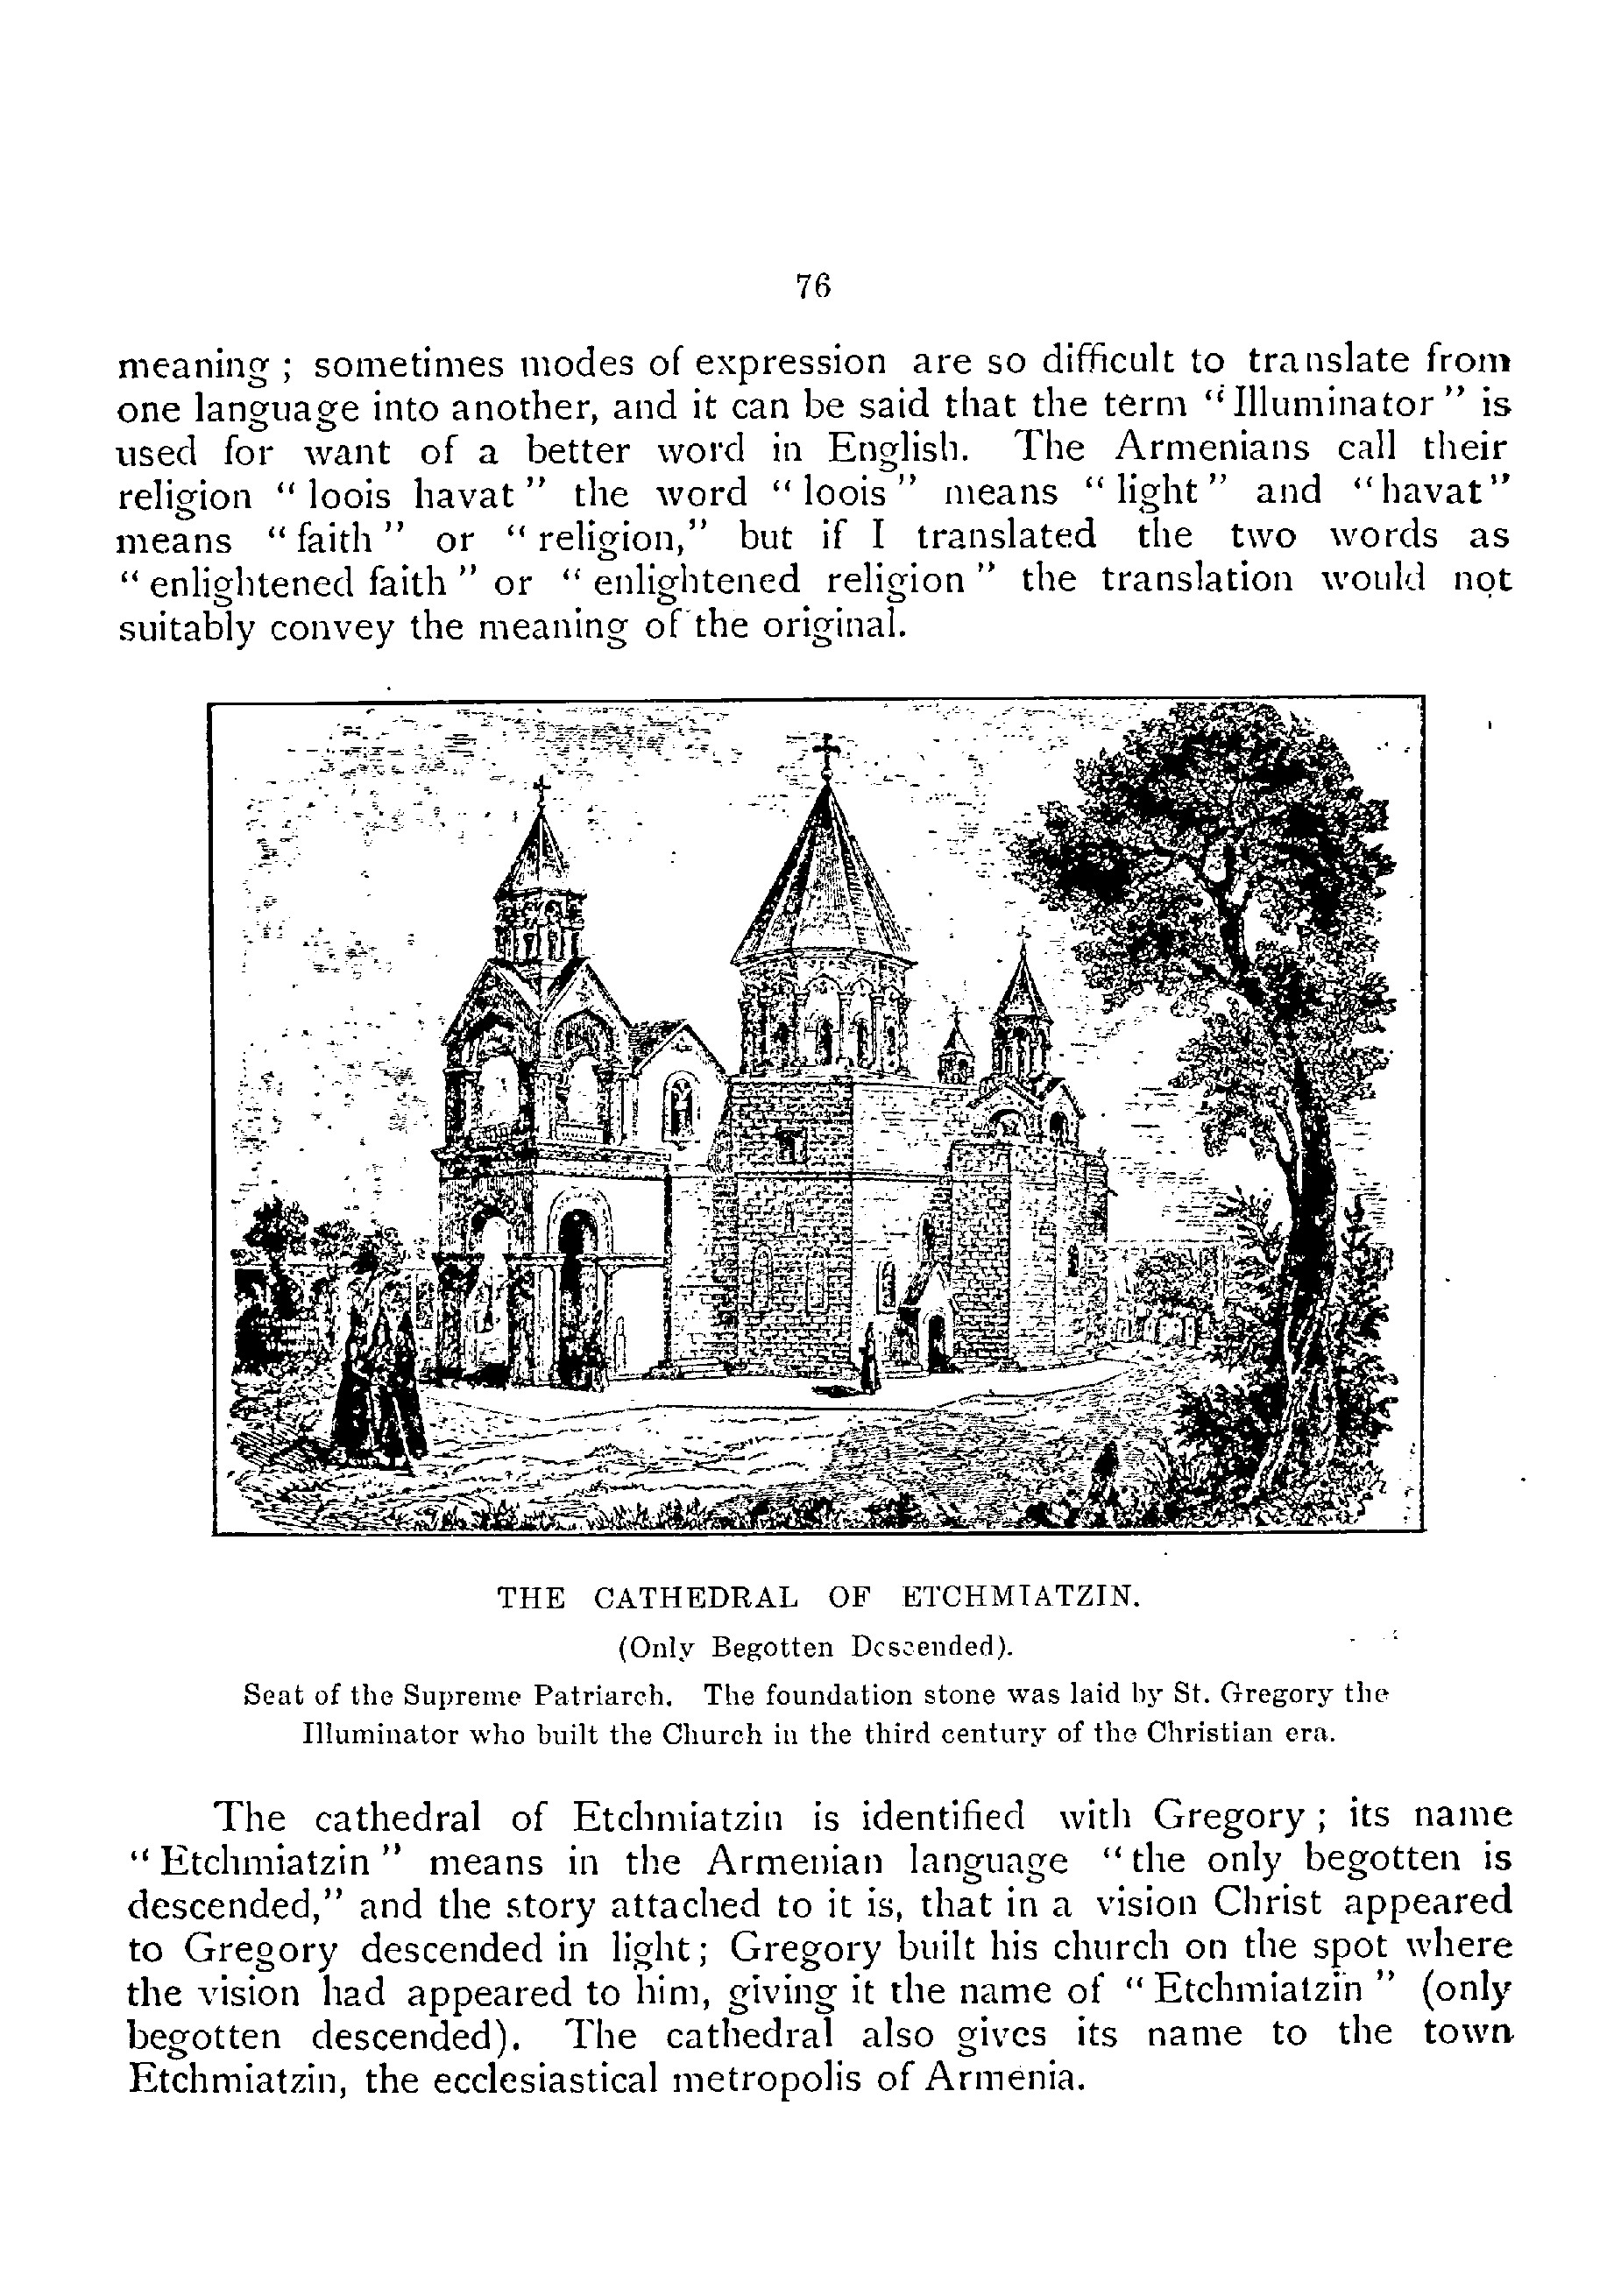 76
meaning ; sometimes modes of expression are so difficult to translate from
one language into another, and it can be said that the term “Illuminator” is
used for want of a better word in English. The Armenians call their
religion “loois havat” the word “loois” means “light” and “havat”
means “faith” or “religion,” but if I translated the two words as
“enlightened faith” or “enlightened religion” the translation would not
suitably convey the meaning of the original.
THE CATHEDRAL OF ETCHMIATZIN.
(Only Begotten Descended).
Seat of the Supreme Patriarch. The foundation stone was laid by St. Gregory the
Illuminator who built the Church in the third century of the Christian era.
The cathedral of Etchmiatzin is identified with Gregory ; its name
“Etchmiatzin” means in the Armenian language “the only begotten is
descended,” and the story attached to it is, that in a vision Christ appeared
to Gregory descended in light ; Gregory built his church on the spot where
the vision had appeared to him, giving it the name of “Etchmiatzin” (only
begotten descended). The cathedral also gives its name to the town
Etchmiatzin, the ecclesiastical metropolis of Armenia.